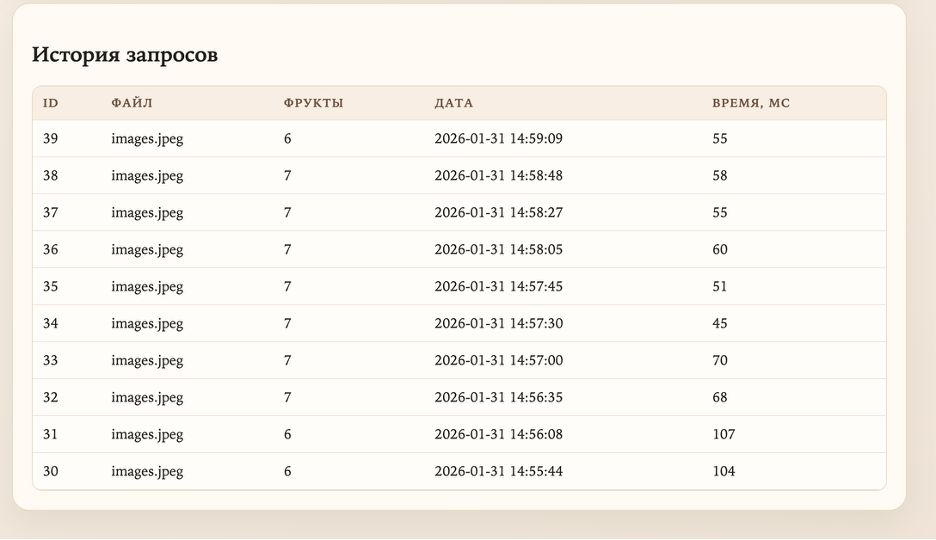 История запросов
ID ФАЙЛ ФРУКТЫ ДАТА ВРЕМЯ, МС
39 images.jpeg 6 2026-01-31 14:59:09 55
38 images.jpeg 7 2026-01-31 14:58:48 58
37 images.jpeg 7 2026-01-31 14:58:27 55
36 images.jpeg 7 2026-01-31 14:58:05 60
35 images.jpeg 7 2026-01-31 14:57:45 51
34 images.jpeg 7 2026-01-31 14:57:30 45
33 images.jpeg 7 2026-01-31 14:57:00 70
32 images.jpeg 7 2026-01-31 14:56:35 68
31 images.jpeg 6 2026-01-31 14:56:08 107
30 images.jpeg 6 2026-01-31 14:55:44 104